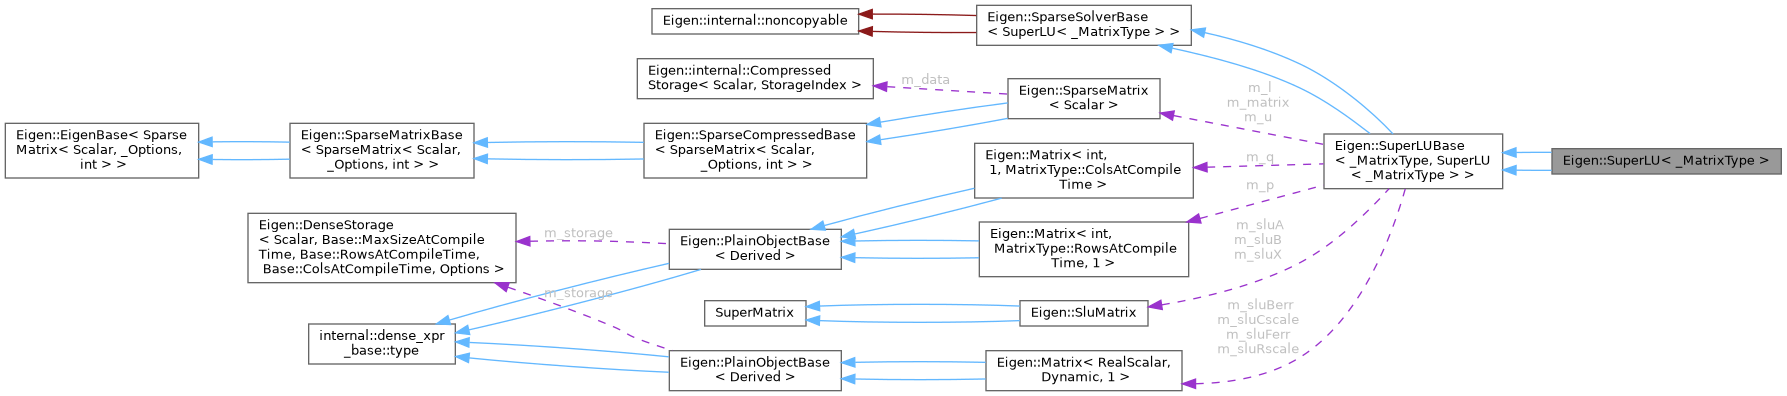 Eigen::internal::noncopyable
Eigen::SparseSolverBase
< SuperLU< _MatrixType > >
Eigen::internal::Compressed
Storage< Scalar, StorageIndex >
m_data
Eigen::SparseMatrix
< Scalar >
m_l
m_matrix
m_u
Eigen::EigenBase< Sparse
Matrix< Scalar, _Options,
int > >
Eigen::SparseMatrixBase
< SparseMatrix< Scalar,
_Options, int > >
Eigen::SparseCompressedBase
< SparseMatrix< Scalar,
_Options, int > >
Eigen::Matrix< int,
1, MatrixType::ColsAtCompile
Time >
m_q
Eigen::SuperLUBase
< _MatrixType, SuperLU
< _MatrixType > >
Eigen::SuperLU< _MatrixType >
m_p
Eigen::DenseStorage
< Scalar, Base::MaxSizeAtCompile
Time, Base::RowsAtCompileTime,
Base::ColsAtCompileTime, Options >
m_storage
Eigen::PlainObjectBase
< Derived >
Eigen::Matrix< int,
MatrixType::RowsAtCompile
Time, 1 >
m_sluA
m_sluB
m_sluX
m_storage
SuperMatrix
Eigen::SluMatrix
m_sluBerr
m_sluCscale
m_sluFerr
m_sluRscale
internal::dense_xpr
_base::type
Eigen::PlainObjectBase
< Derived >
Eigen::Matrix< RealScalar,
Dynamic, 1 >